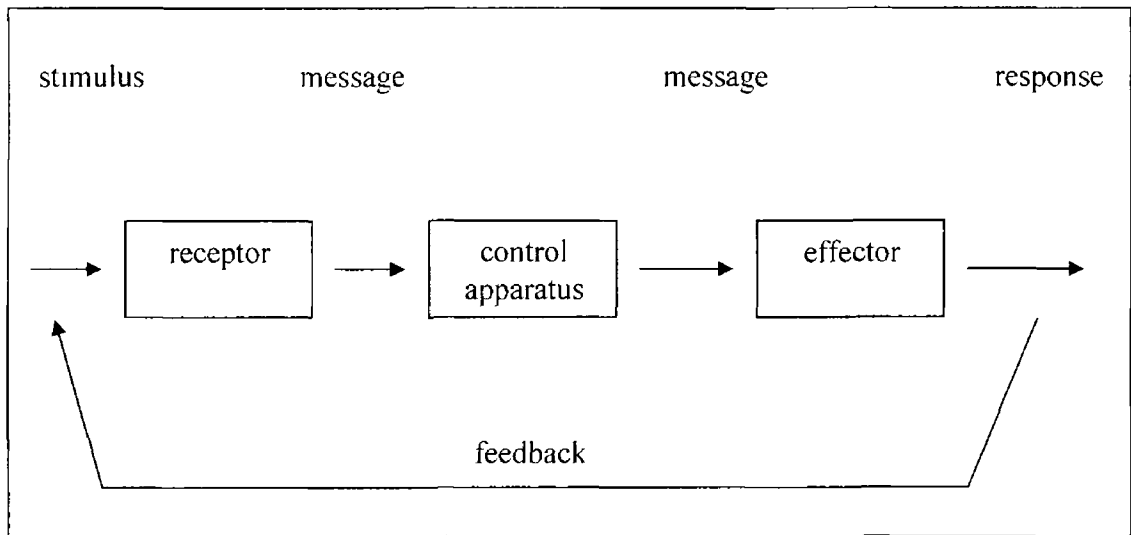 stimulus message message response
receptor control effector
apparatus
feedback